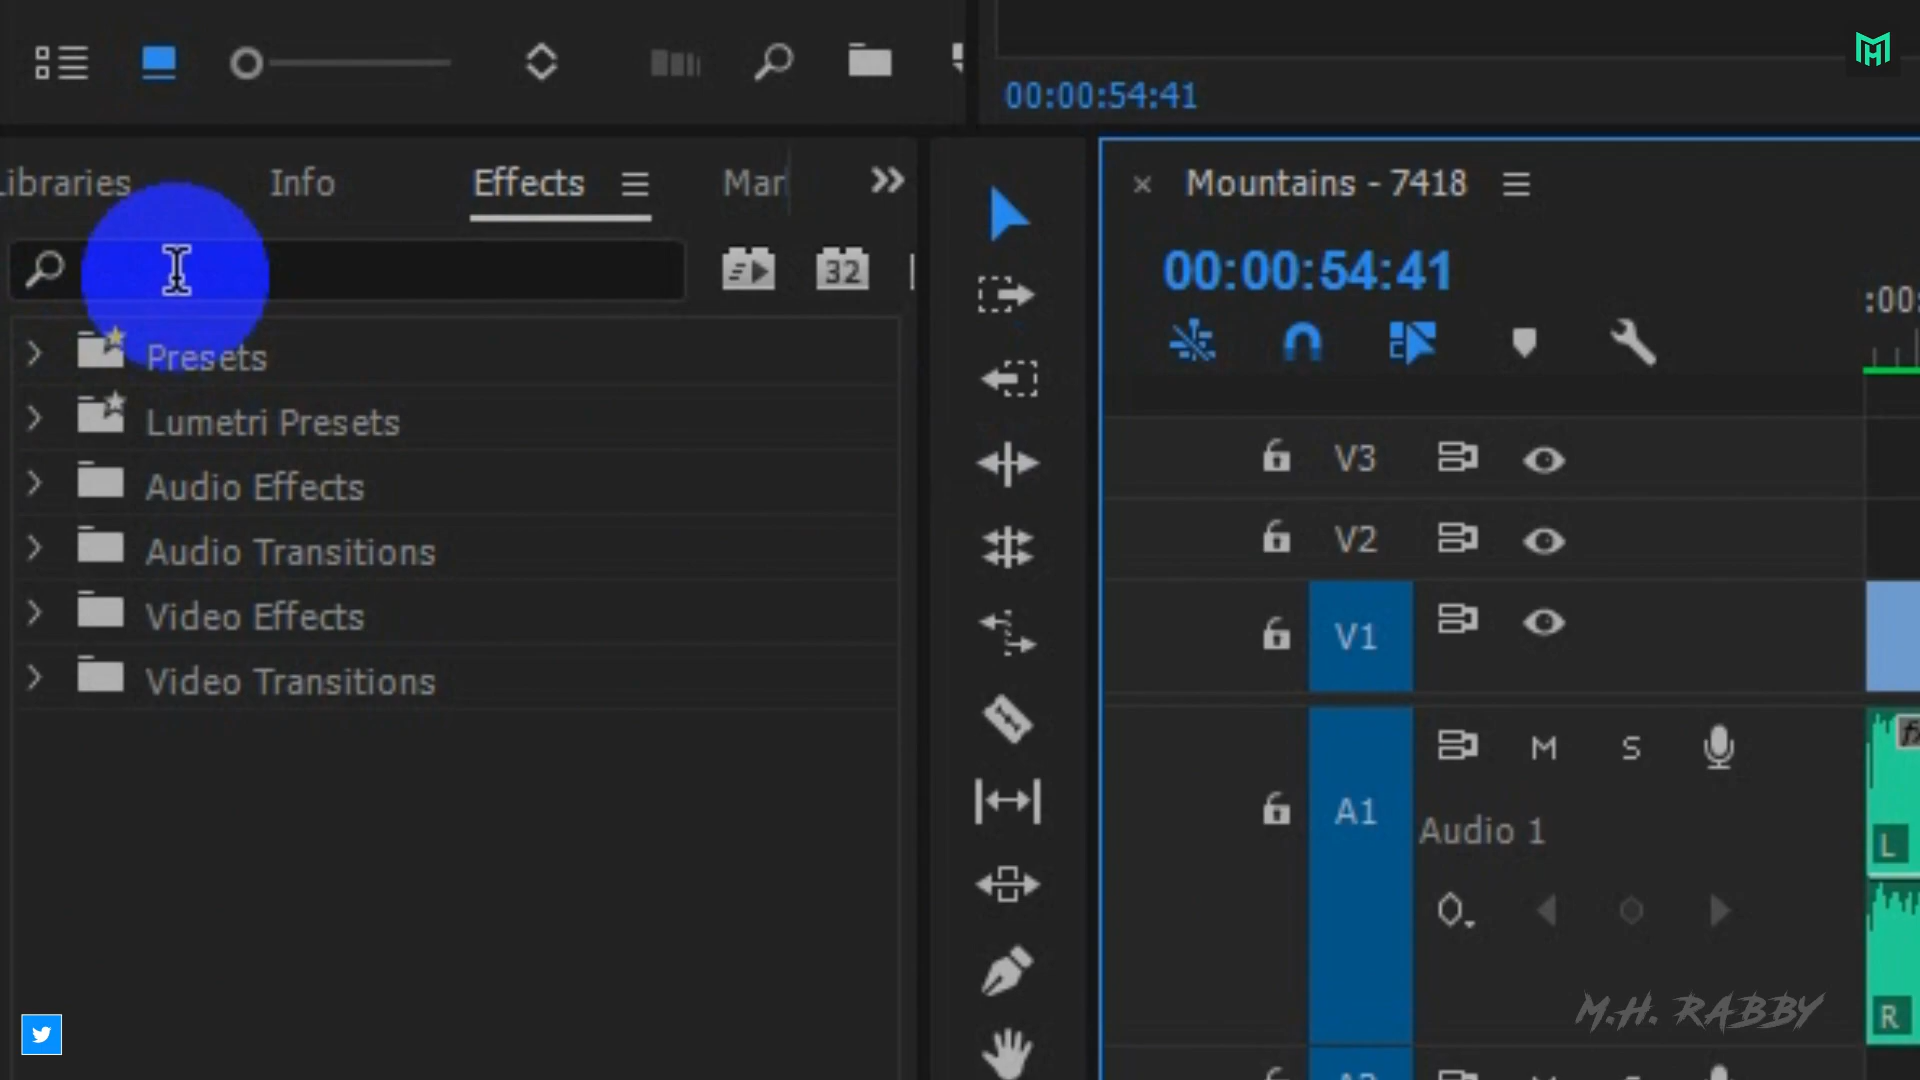 00:00:54:41
Libraries
Info
Effects
Mar
Mountains - 7418
32
00:00:54:41
:00:
Presets
Lumetri Presets
Audio Effects
Audio Transitions
Video Effects
Video Transitions
V3
V2
V1
M
S
A1
Audio 1
fx
L
R
M.H. RABBY